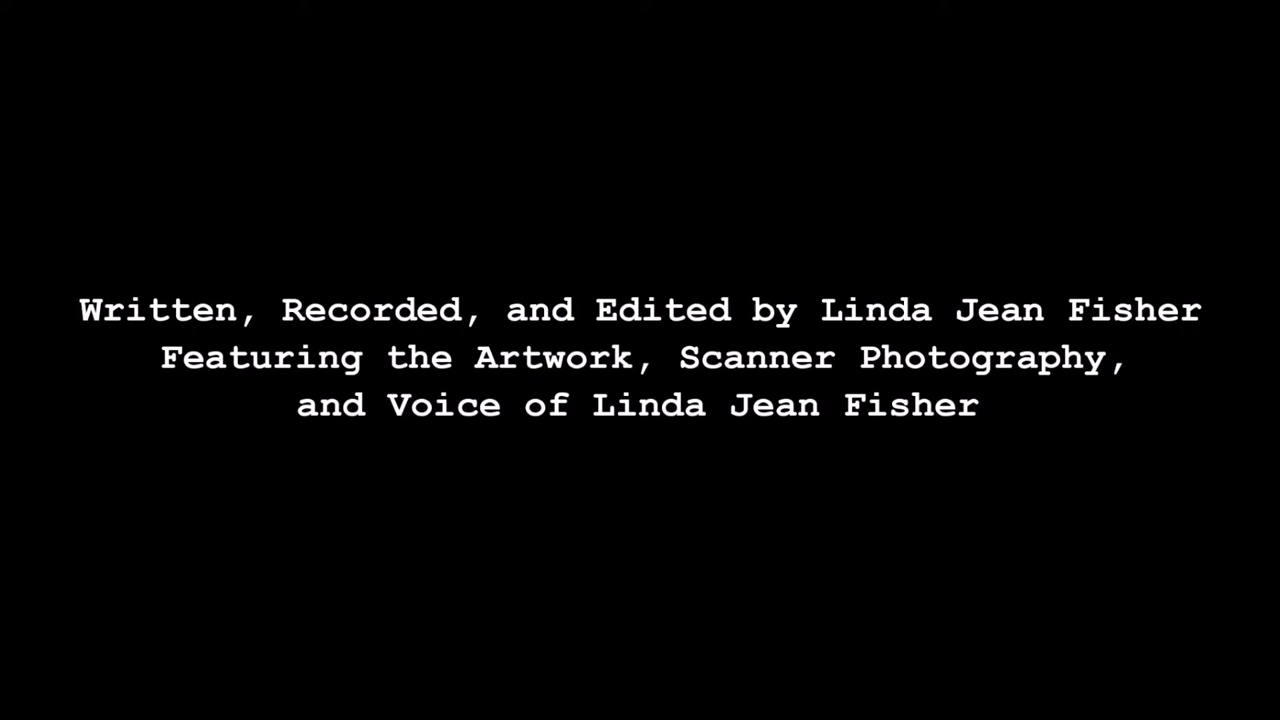 Written, Recorded, and Edited by Linda Jean Fisher
Featuring the Artwork, Scanner Photography,
and Voice of Linda Jean Fisher